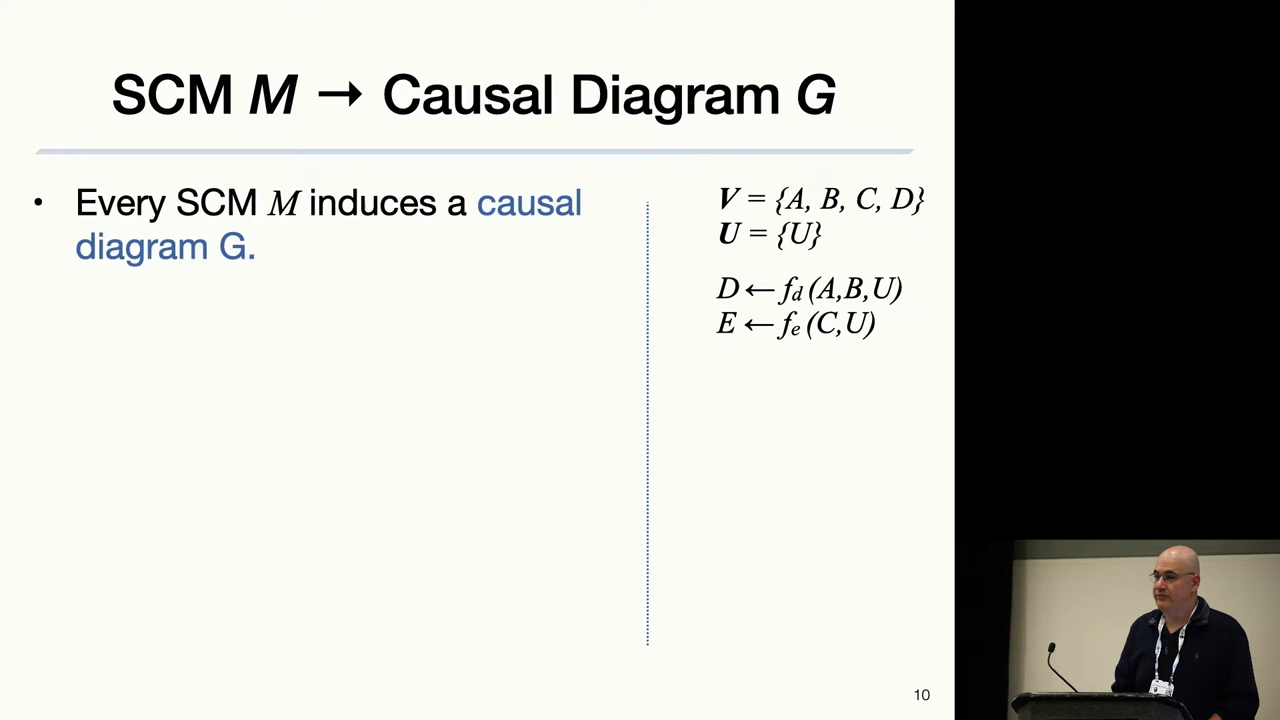 SCM M → Causal Diagram G
• Every SCM M induces a causal
diagram G.
V = {A, B, C, D}
U = {U}
D ← fd (A,B,U)
E ← fe (C,U)
10